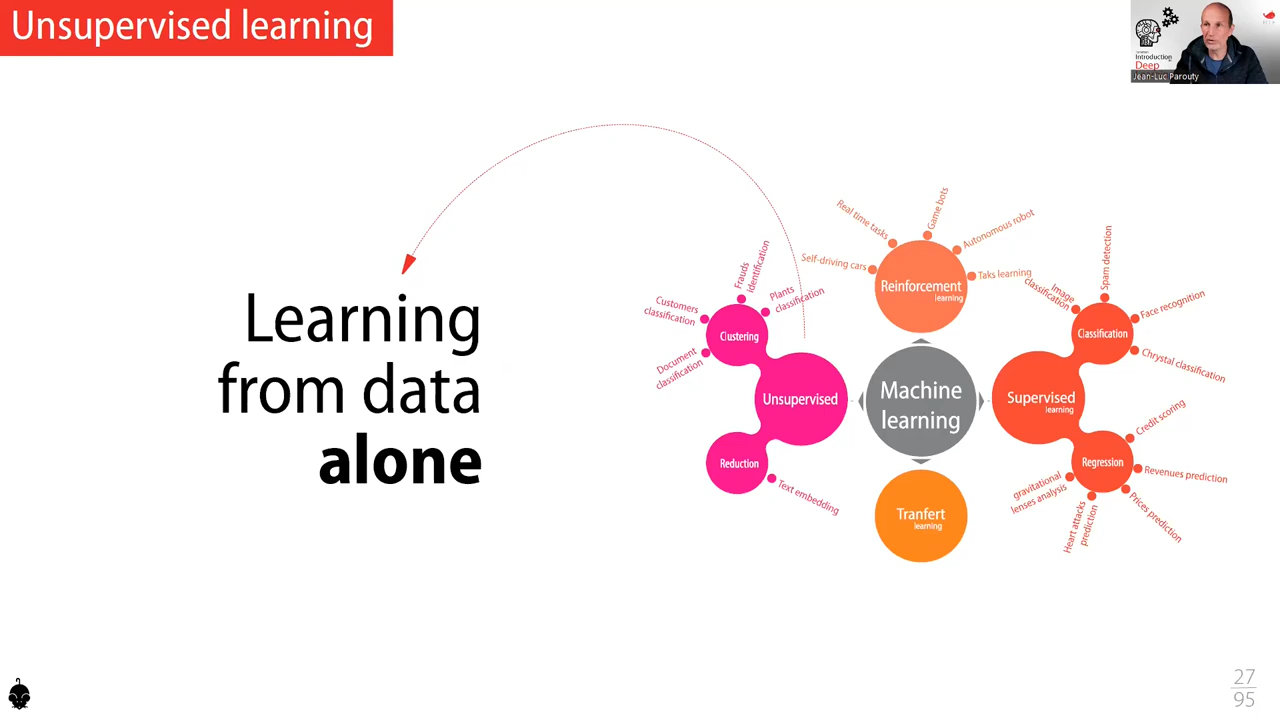 Unsupervised learning
Introduction
Deep
Jean-Luc Parouty
Learning
from data
alone
Real time tasks
Game bots
Autonomous robot
Self-driving cars
Taks learning
Reinforcement
learning
Frauds
identification
Plants
classification
Customers
classification
Document
classification
Clustering
Unsupervised
Reduction
Text embedding
Machine
learning
Tranfert
learning
Supervised
learning
Image
classification
Spam detection
Face recognition
Chrystal classification
Classification
Regression
Credit scoring
Revenues prediction
Prices prediction
Heart attacks
prediction
gravitational
lenses analysis
27
95